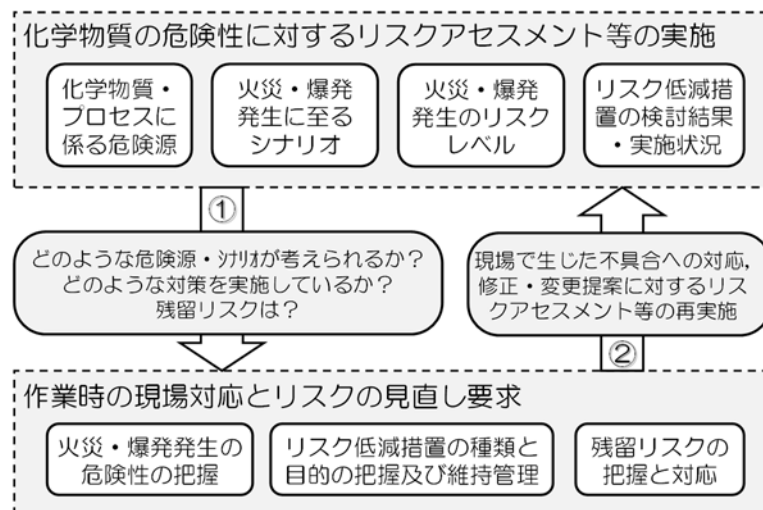 化学物質の危険性に対するリスクアセスメント等の実施
化学物質・
プロセスに
係る危険源
火災・爆発
発生に至る
シナリオ
火災・爆発
発生のリスク
レベル
リスク低減措
置の検討結果
・実施状況
①
どのような危険源・シナリオが考えられるか?
どのような対策を実施しているか?
残留リスクは?
現場で生じた不具合への対応,
修正・変更提案に対するリス
クアセスメント等の再実施
②
作業時の現場対応とリスクの見直し要求
火災・爆発発生の
危険性の把握
リスク低減措置の種類と
目的の把握及び維持管理
残留リスクの
把握と対応